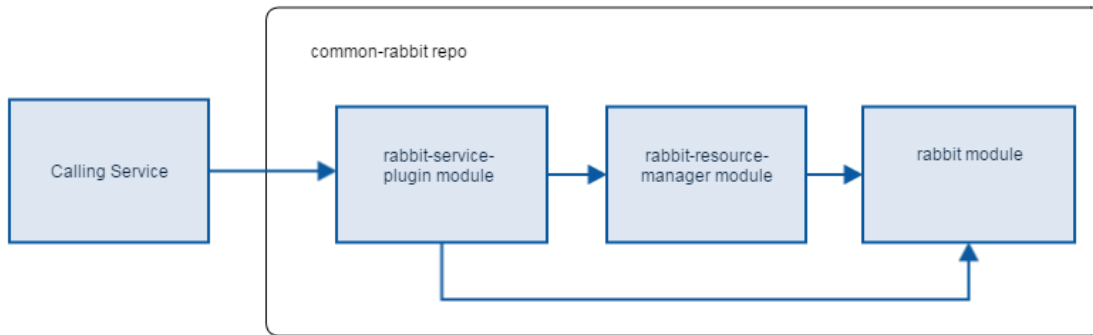 common-rabbit repo
Calling Service
rabbit-service-
plugin module
rabbit-resource-
manager module
rabbit module